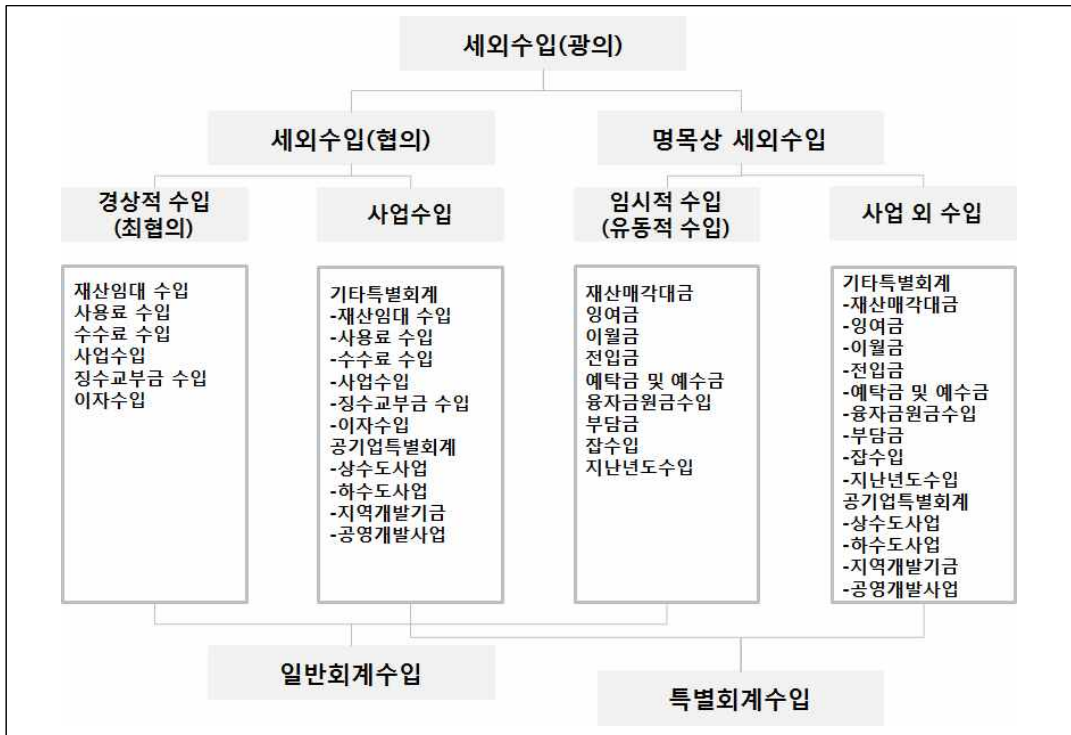 세외수입(광의)
세외수입(협의)
명목상 세외수입
경상적 수입
(최협의)
사업수입
임시적 수입
(유동적 수입)
사업 외 수입
재산임대 수입
사용료 수입
수수료 수입
사업수입
징수교부금 수입
이자수입
기타특별회계
-재산임대 수입
-사용료 수입
-수수료 수입
-사업수입
-징수교부금 수입
-이자수입
공기업특별회계
-상수도사업
-하수도사업
-지역개발기금
-공영개발사업
재산매각대금
잉여금
이월금
전입금
예탁금 및 예수금
융자금원금수입
부담금
잡수입
지난년도수입
기타특별회계
-재산매각대금
-잉여금
-이월금
-전입금
-예탁금 및 예수금
-융자금원금수입
-부담금
-잡수입
-지난년도수입
공기업특별회계
-상수도사업
-하수도사업
-지역개발기금
-공영개발사업
일반회계수입
특별회계수입